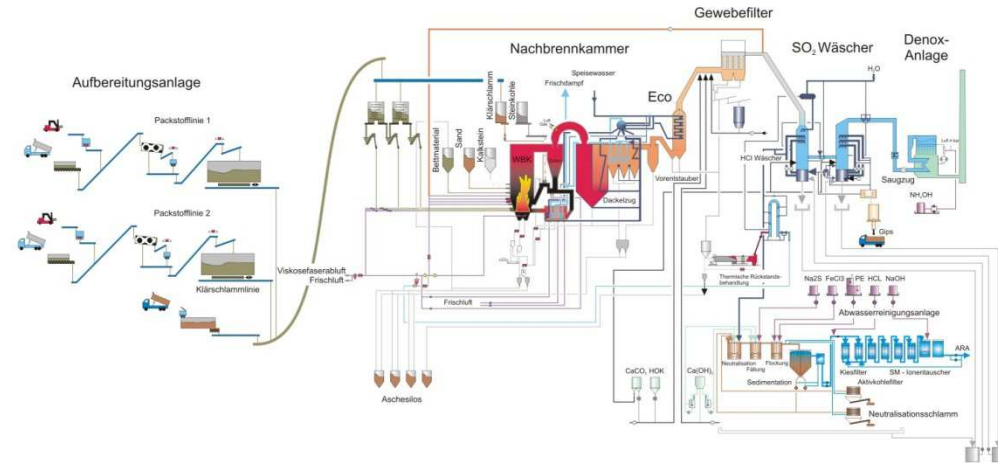 Gewebefilter
Nachbrennkammer
SO₂ Wäscher
Denox-
Anlage
Aufbereitungsanlage
Speisewasser
Frischdampf
Eco
H₂O
Klärschlamm
Steinkohle
Packstofflinie 1
Bettmaterial
Sand
Kalkstein
WBK
HCl Wäscher
Vorentstauber
Dackelzug
Saugzug
NH₄OH
Packstofflinie 2
Gips
Viskosefaserabluft
Frischluft
Klärschlammlinie
Thermische Rückstands-
behandlung
Na2S
FeCl3
PE
HCL
NaOH
Frischluft
Abwasserreinigungsanlage
ARA
Neutralisation
Fällung
Flockung
Kiesfilter
SM - Ionentauscher
CaCO₃
HOK
Ca(OH)₂
Sedimentation
Aktivkohlefilter
Aschesilos
Neutralisationsschlamm